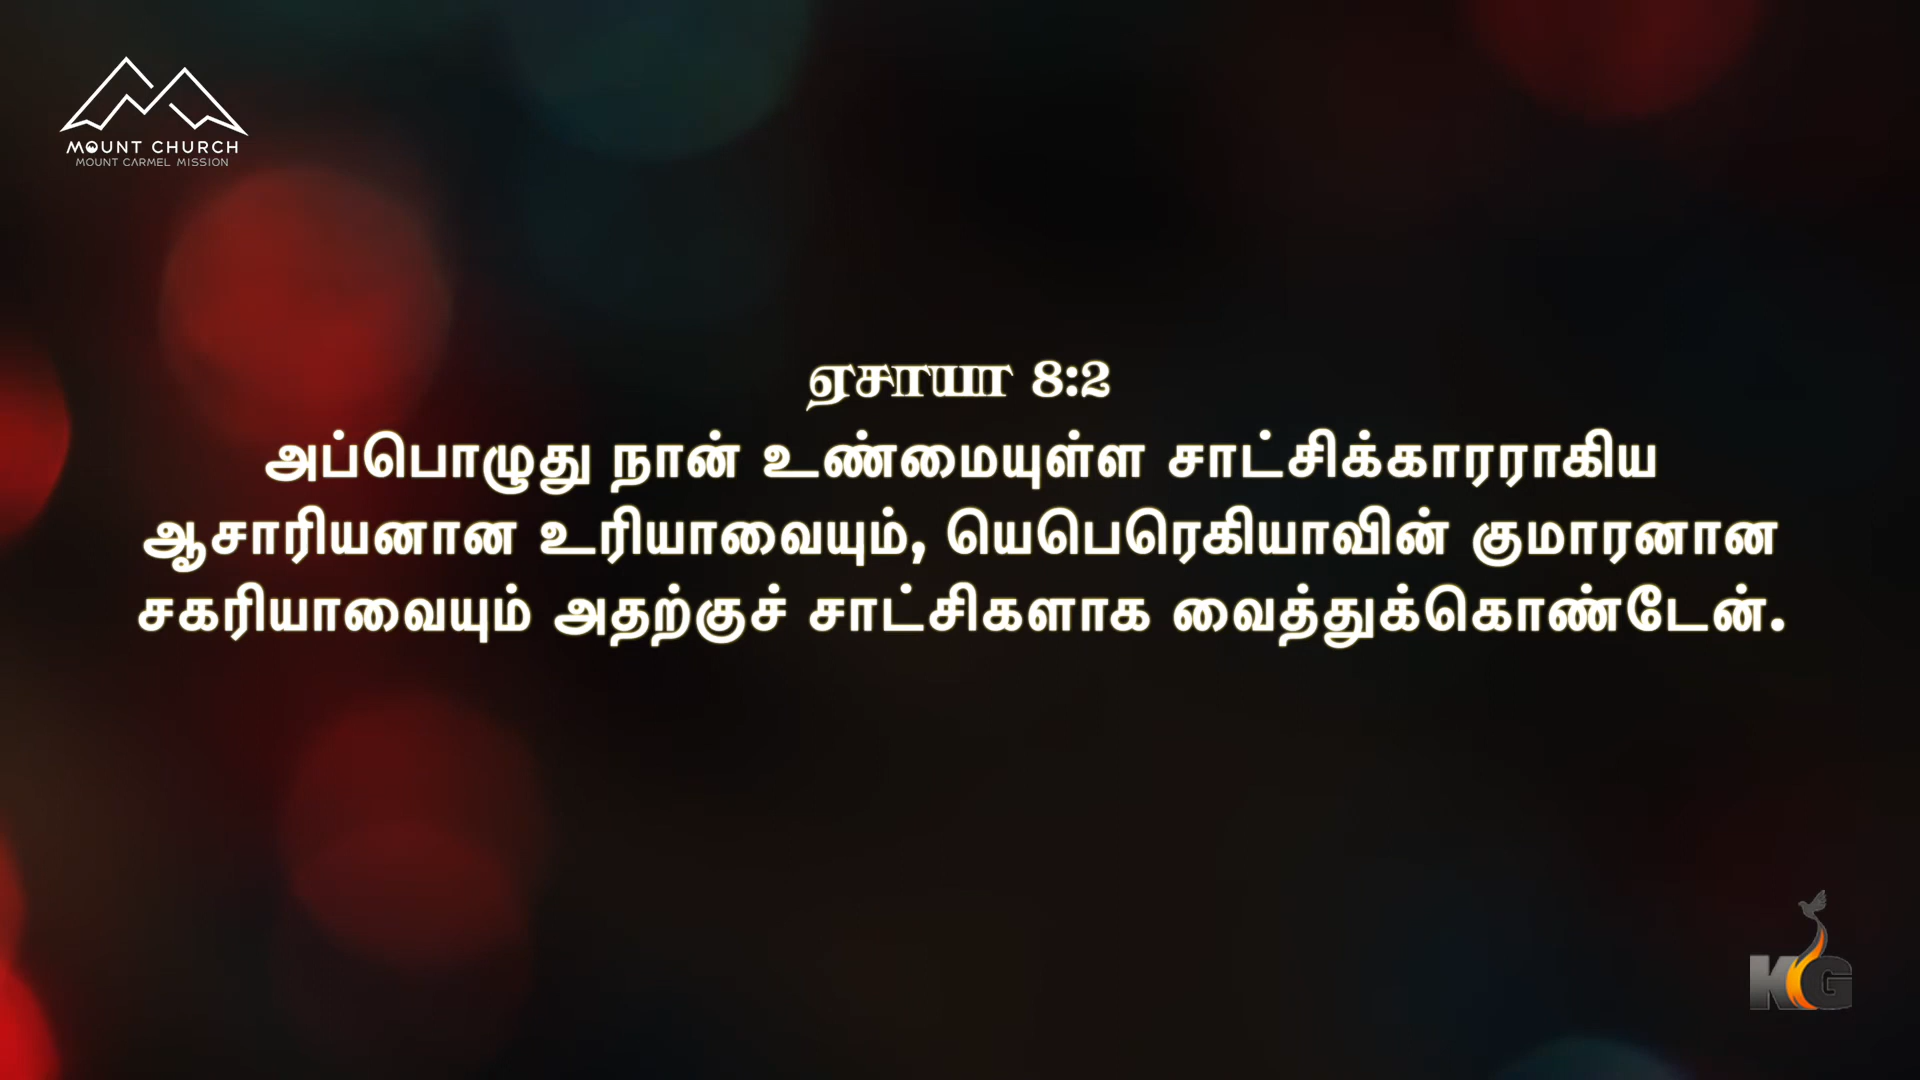 MOUNT CHURCH
MOUNT CARMEL MISSION
ஏசாயா 8:2
அப்பொழுது நான் உண்மையுள்ள சாட்சிக்காரராகிய
ஆசாரியனான உரியாவையும், யெபெரெகியாவின் குமாரனான
சகரியாவையும் அதற்குச் சாட்சிகளாக வைத்துக்கொண்டேன்.
KG